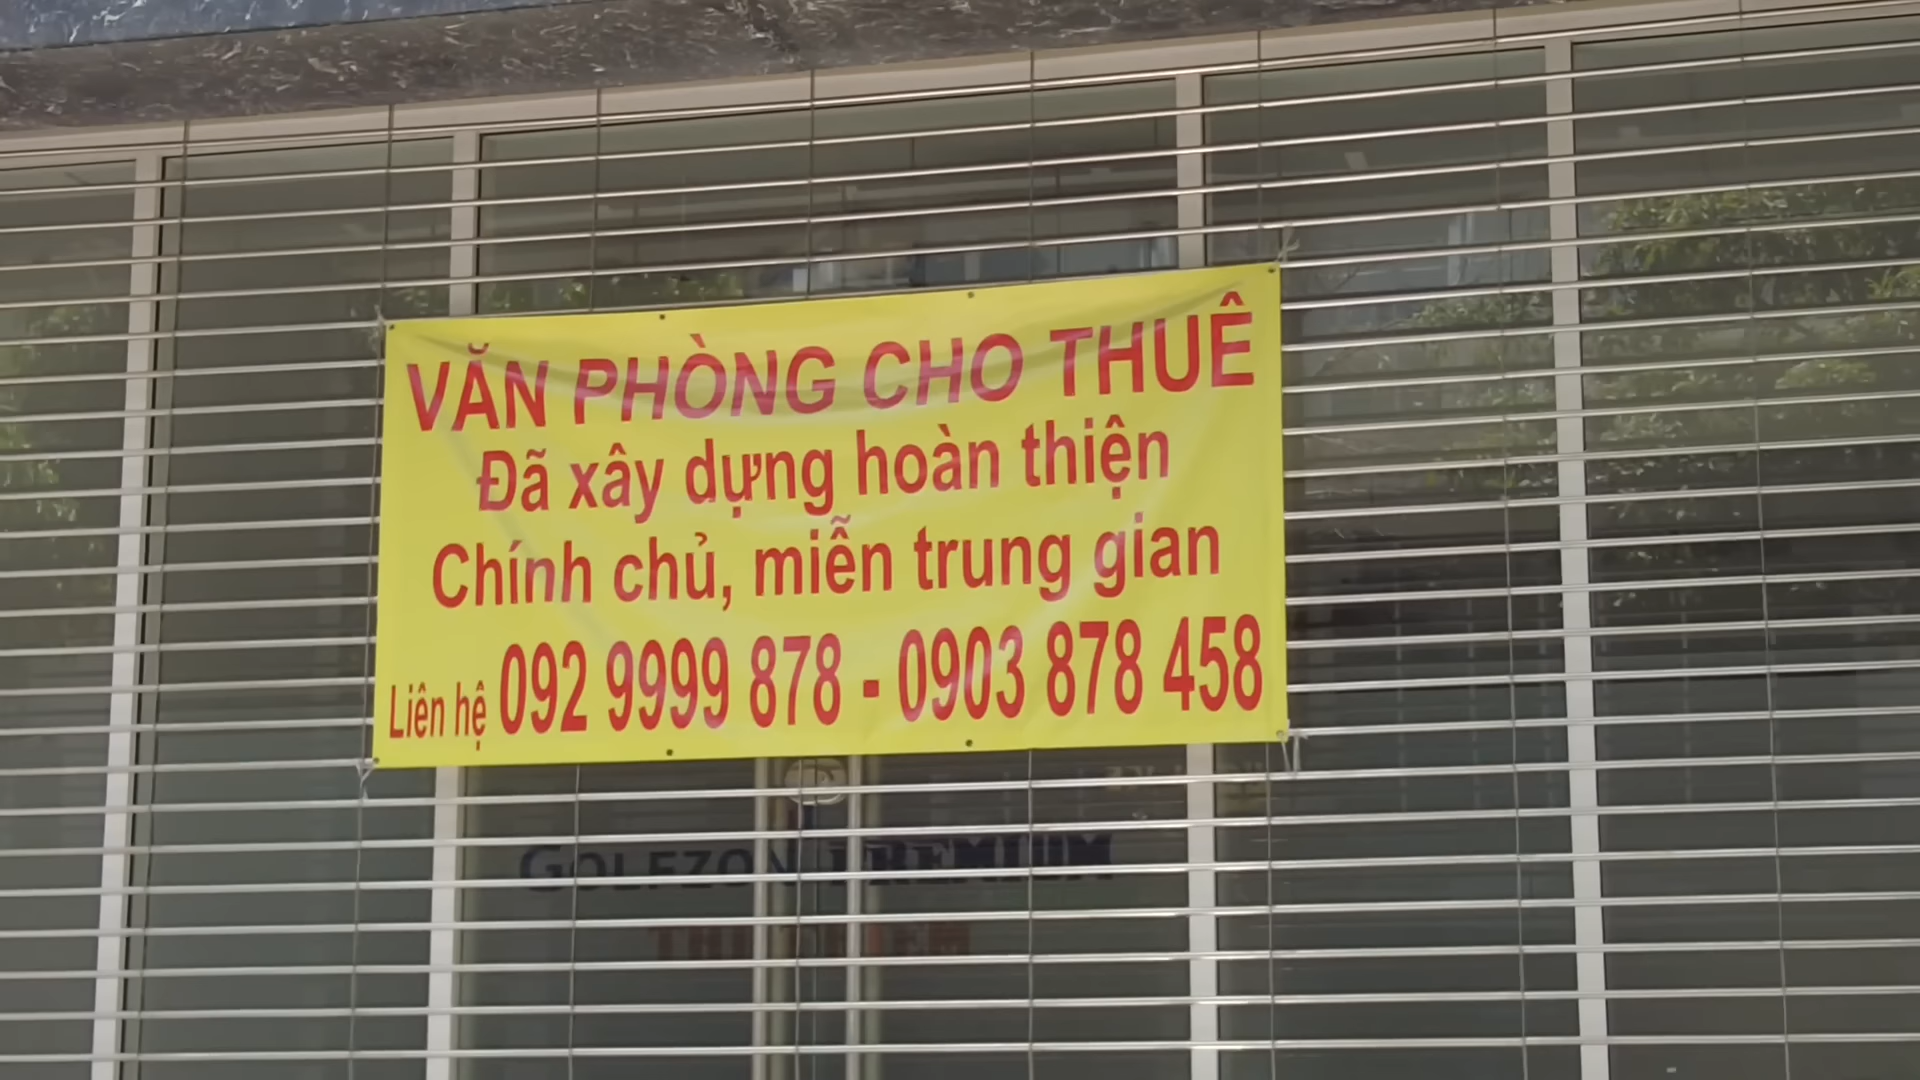 VĂN PHÒNG CHO THUÊ
Đã xây dựng hoàn thiện
Chính chủ, miễn trung gian
Liên hệ 092 9999 878 - 0903 878 458
GOLFZON PREMIUM